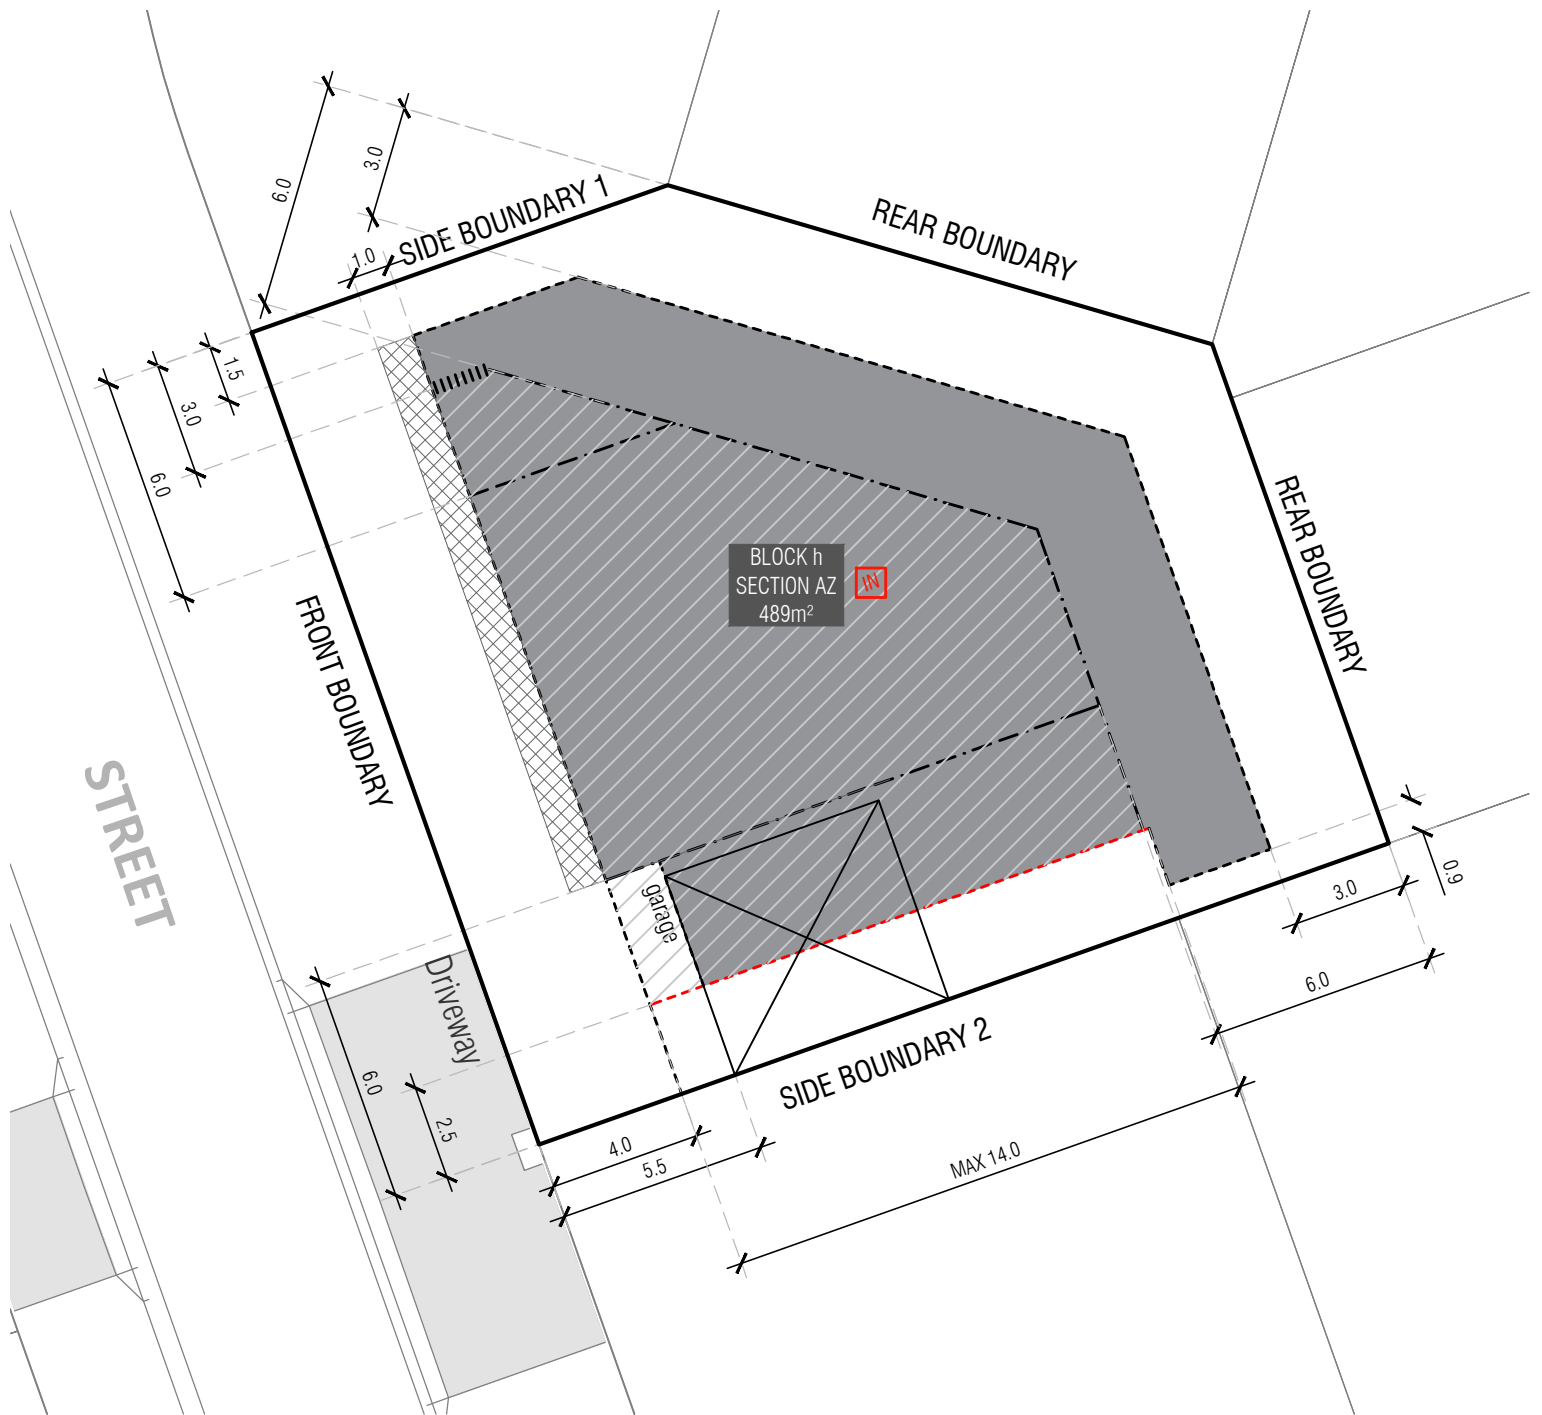 6.0
3.0
1.0
SIDE BOUNDARY 1
REAR BOUNDARY
1.5
3.0
6.0
REAR BOUNDARY
BLOCK h
SECTION AZ
489m²
IN
FRONT BOUNDARY
STREET
garage
Driveway
0.9
3.0
6.0
6.0
2.5
SIDE BOUNDARY 2
4.0
5.5
MAX 14.0